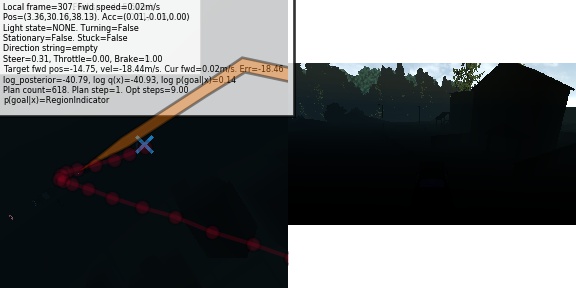 Local frame=307. Fwd speed=0.02m/s
Pos=(3.36,30.16,38.13). Acc=(0.01,-0.01,0.00)
Light state=NONE. Turning=False
Stationary=False. Stuck=False
Direction string=empty
Steer=0.31, Throttle=0.00, Brake=1.00
Target fwd pos=-14.75, vel=-18.44m/s. Cur fwd=0.02m/s. Err=-18.46
log_posterior=-40.79, log q(x)=-40.93, log p(goal|x)=0.14
Plan count=618. Plan step=1. Opt steps=9.00
p(goal|x)=RegionIndicator